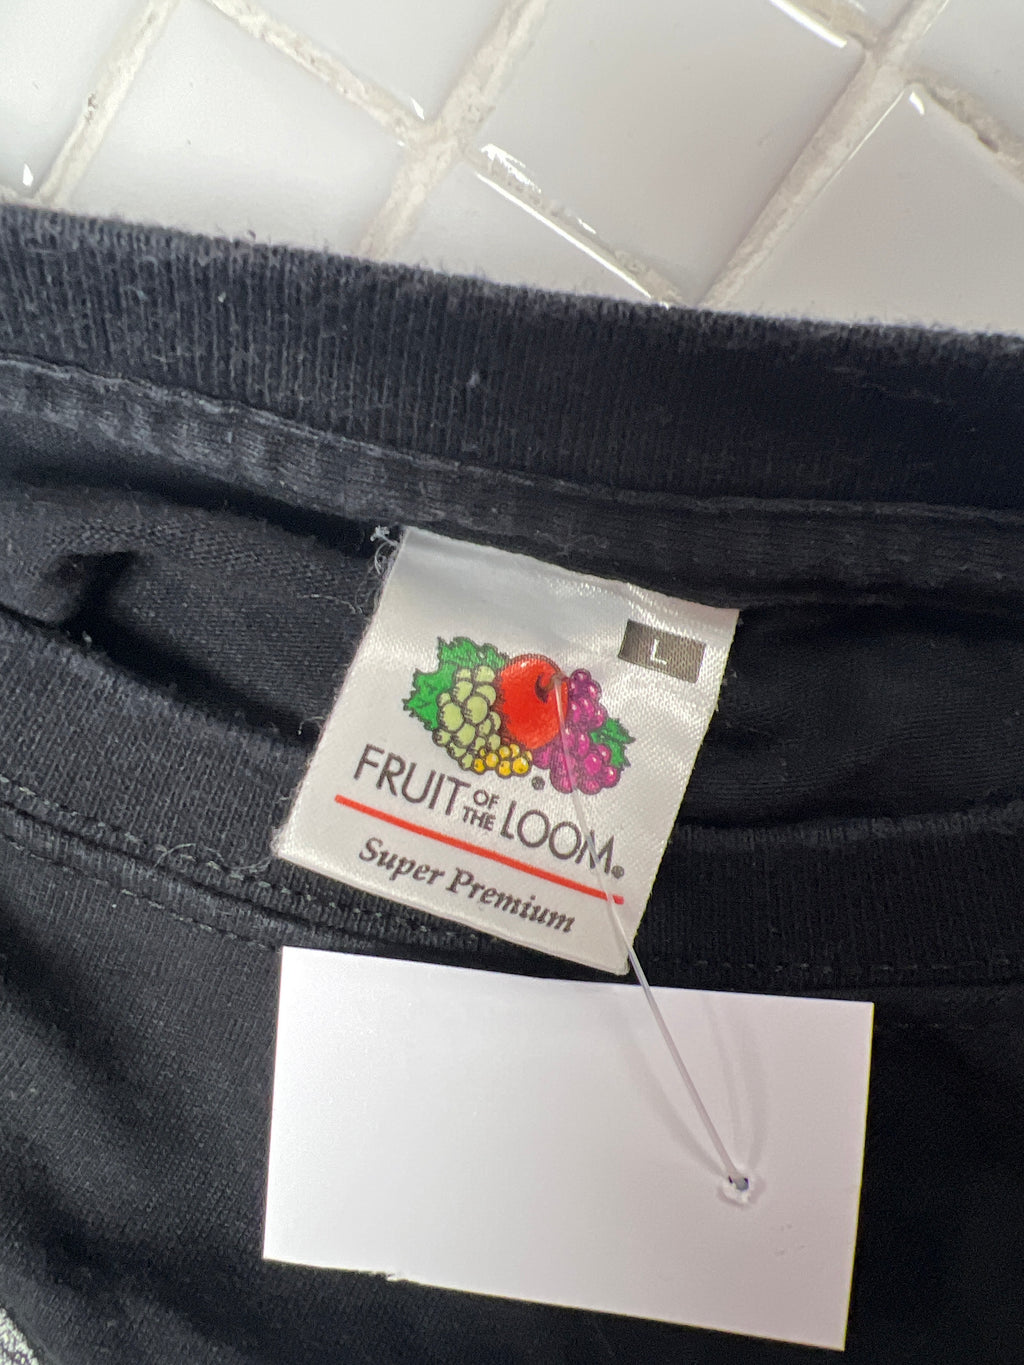 L
FRUIT OF THE LOOM®
Super Premium